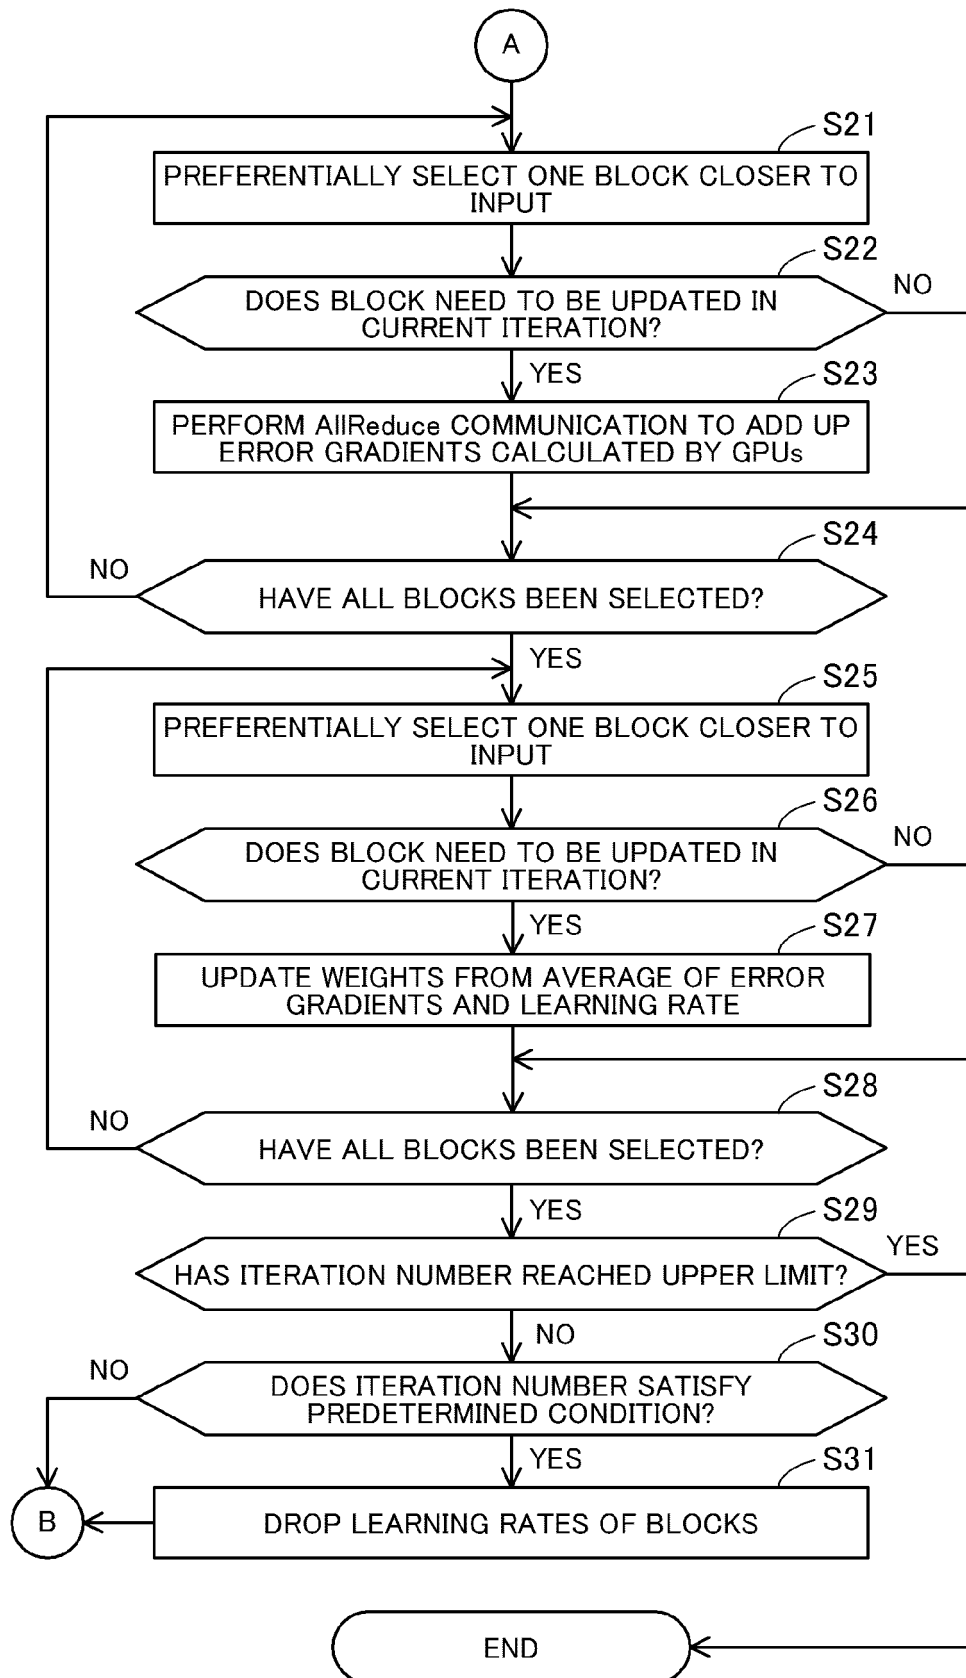 A
S21
PREFERENTIALLY SELECT ONE BLOCK CLOSER TO
INPUT
S22
DOES BLOCK NEED TO BE UPDATED IN
CURRENT ITERATION?
NO
YES
S23
PERFORM AllReduce COMMUNICATION TO ADD UP
ERROR GRADIENTS CALCULATED BY GPUs
S24
NO
HAVE ALL BLOCKS BEEN SELECTED?
YES
S25
PREFERENTIALLY SELECT ONE BLOCK CLOSER TO
INPUT
S26
DOES BLOCK NEED TO BE UPDATED IN
CURRENT ITERATION?
NO
YES
S27
UPDATE WEIGHTS FROM AVERAGE OF ERROR
GRADIENTS AND LEARNING RATE
S28
NO
HAVE ALL BLOCKS BEEN SELECTED?
YES
S29
HAS ITERATION NUMBER REACHED UPPER LIMIT?
YES
NO
S30
NO
DOES ITERATION NUMBER SATISFY
PREDETERMINED CONDITION?
YES
S31
B
DROP LEARNING RATES OF BLOCKS
END